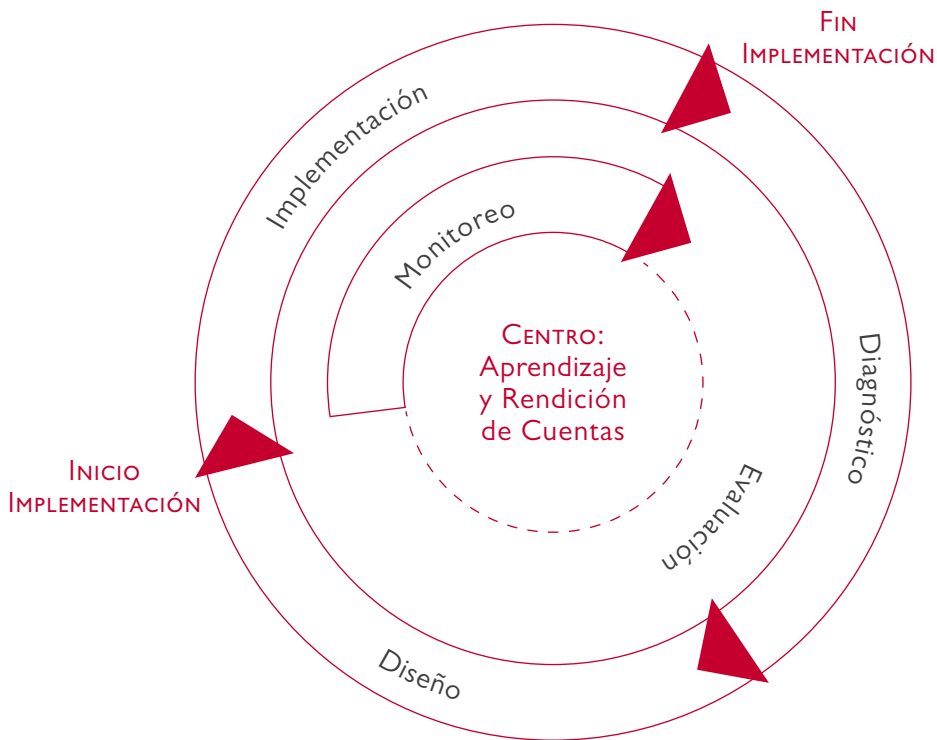 Fin
Implementación
Implementación
Monitoreo
Centro:
Aprendizaje
y Rendición
de Cuentas
Diagnóstico
Evaluación
Inicio
Implementación
Diseño